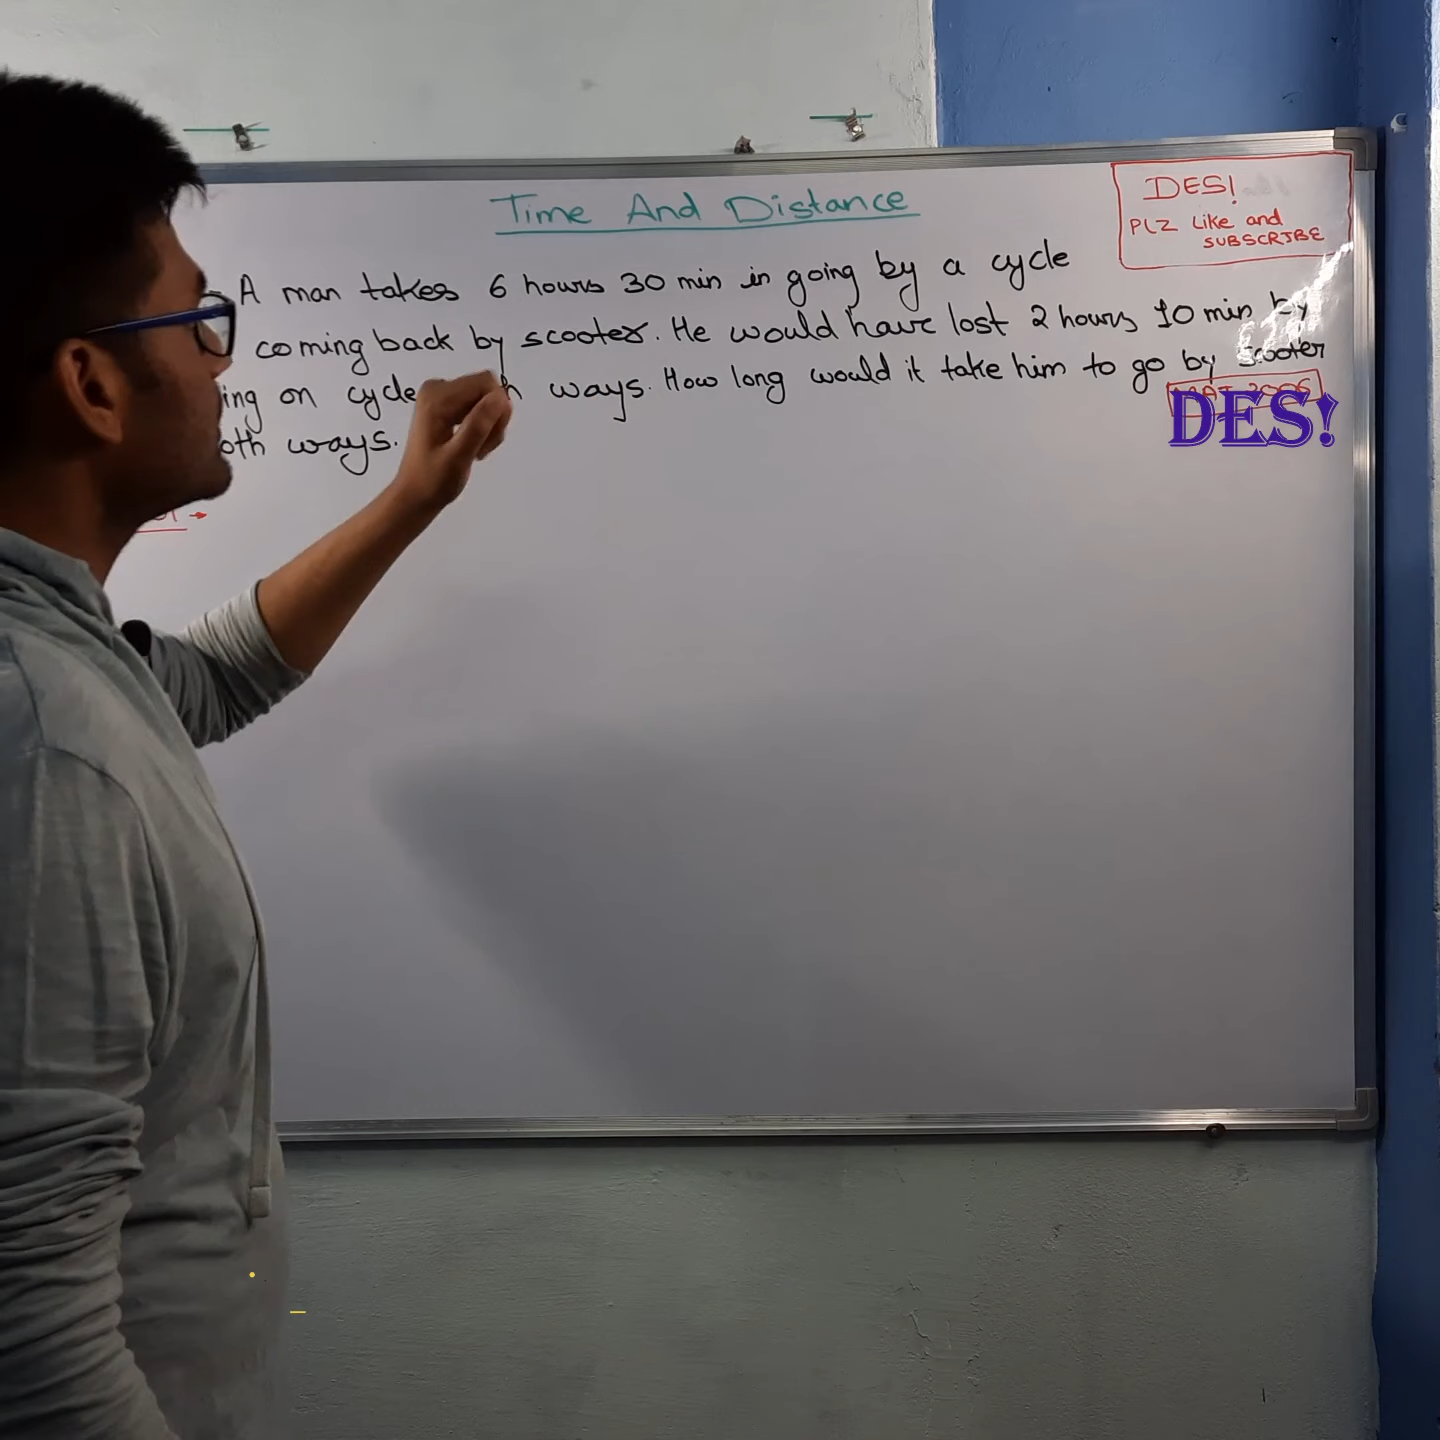 Time And Distance
DES!
PLZ Like and
SUBSCRIBE
A man takes 6 hours 30 min in going by a cycle
coming back by scooter. He would have lost 2 hours 10 min by
ing on cycle ways. How long would it take him to go by scooter
oth ways.
DES!